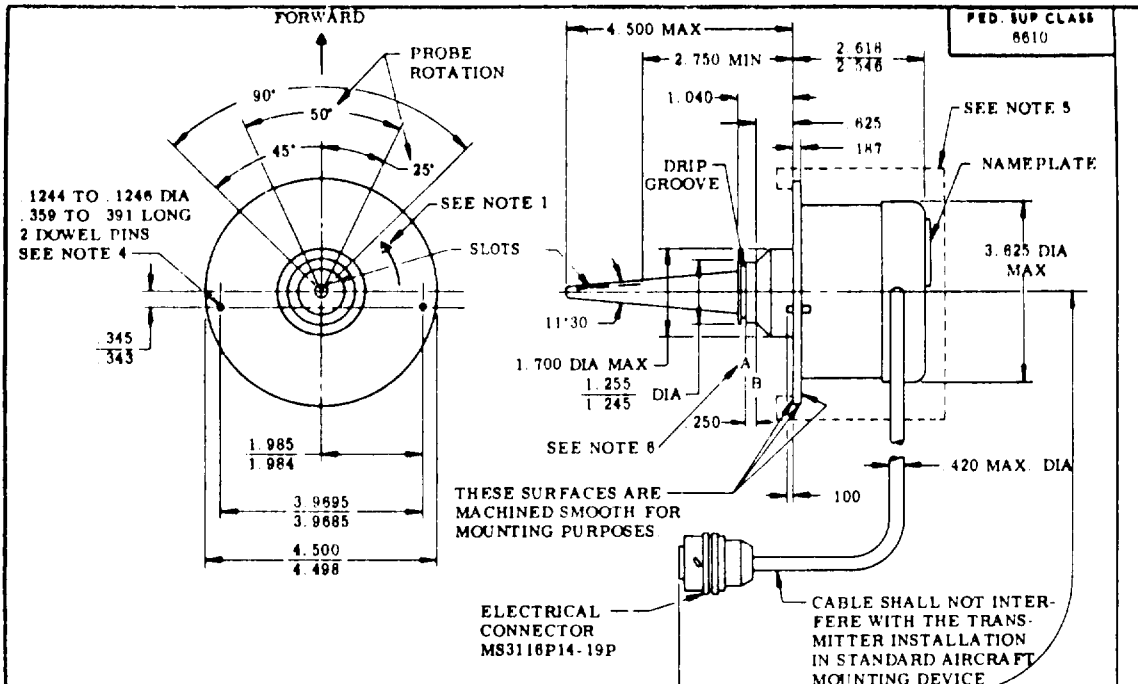 FORWARD
PED. SUP CLASS
6610
PROBE
ROTATION
90°
50°
45°
25°
.1244 TO .1246 DIA
.359 TO .391 LONG
2 DOWEL PINS
SEE NOTE 4
SEE NOTE 1
SLOTS
.345
.343
1.985
1.984
3.9695
3.9685
4.500
4.498
4.500 MAX
2.750 MIN
2.618
2.546
1.040
.625
.187
SEE NOTE 5
NAMEPLATE
DRIP
GROOVE
3.625 DIA
MAX
11°30
1.700 DIA MAX
A
B
1.255
1.245
DIA
.250
SEE NOTE 6
THESE SURFACES ARE
MACHINED SMOOTH FOR
MOUNTING PURPOSES
.100
.420 MAX. DIA
ELECTRICAL
CONNECTOR
MS3116P14-19P
CABLE SHALL NOT INTER-
FERE WITH THE TRANS-
MITTER INSTALLATION
IN STANDARD AIRCRAFT
MOUNTING DEVICE